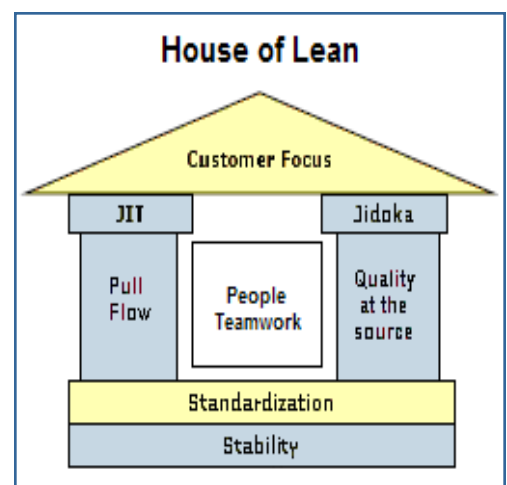 House of Lean
Customer Focus
JIT
Jidoka
Pull
Flow
People
Teamwork
Quality
at the
source
Standardization
Stability